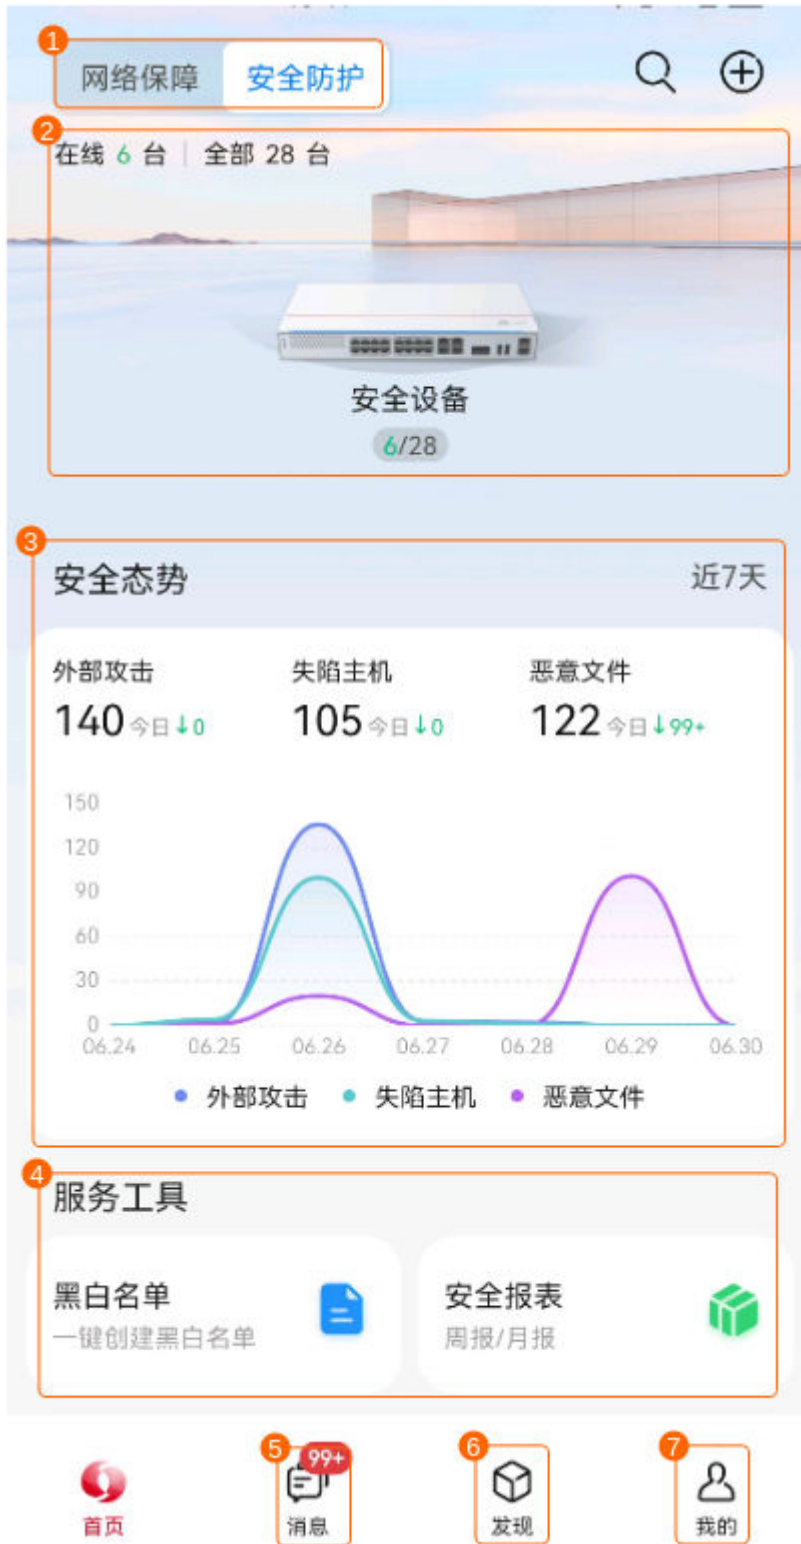 1
网络保障 安全防护
2
在线 6 台 | 全部 28 台
安全设备
6/28
3
安全态势 近7天
外部攻击 失陷主机 恶意文件
140 今日↓0 105 今日↓0 122 今日↓99+
150
120
90
60
30
0
06.24 06.25 06.26 06.27 06.28 06.29 06.30
外部攻击 失陷主机 恶意文件
4
服务工具
黑白名单 安全报表
一键创建黑白名单 周报/月报
5 99+ 6 7
首页 消息 发现 我的